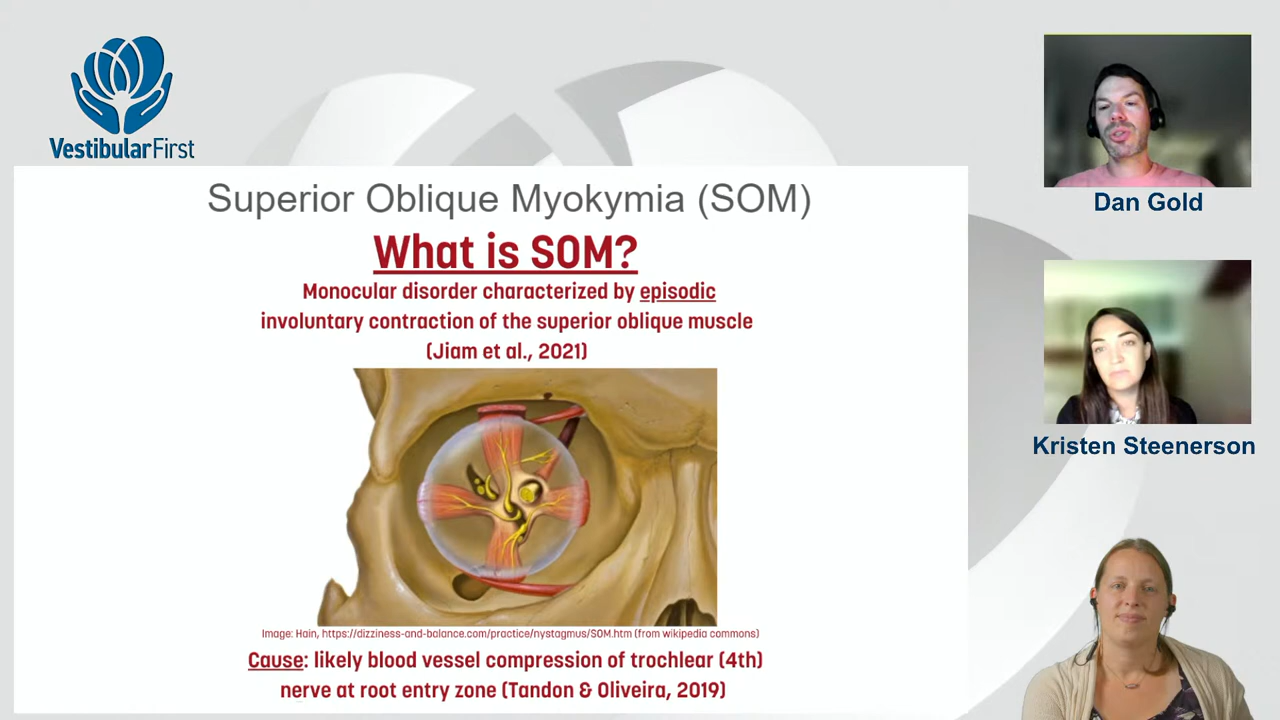 VestibularFirst
Superior Oblique Myokymia (SOM)
What is SOM?
Monocular disorder characterized by episodic
involuntary contraction of the superior oblique muscle
(Jiam et al., 2021)
Image: Hain, https://dizziness-and-balance.com/practice/nystagmus/SOM.htm (from wikipedia commons)
Cause: likely blood vessel compression of trochlear (4th)
nerve at root entry zone (Tandon & Oliveira, 2019)
Dan Gold
Kristen Steenerson